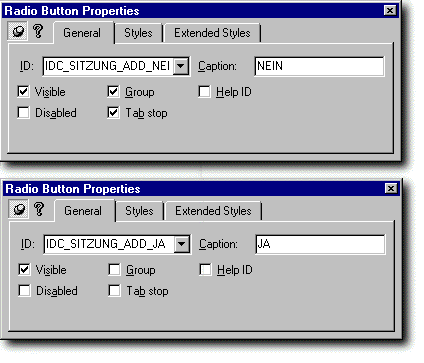 Radio Button Properties
General Styles Extended Styles
ID: IDC_SITZUNG_ADD_NEI Caption: NEIN
Visible Group Help ID
Disabled Tab stop
Radio Button Properties
General Styles Extended Styles
ID: IDC_SITZUNG_ADD_JA Caption: JA
Visible Group Help ID
Disabled Tab stop